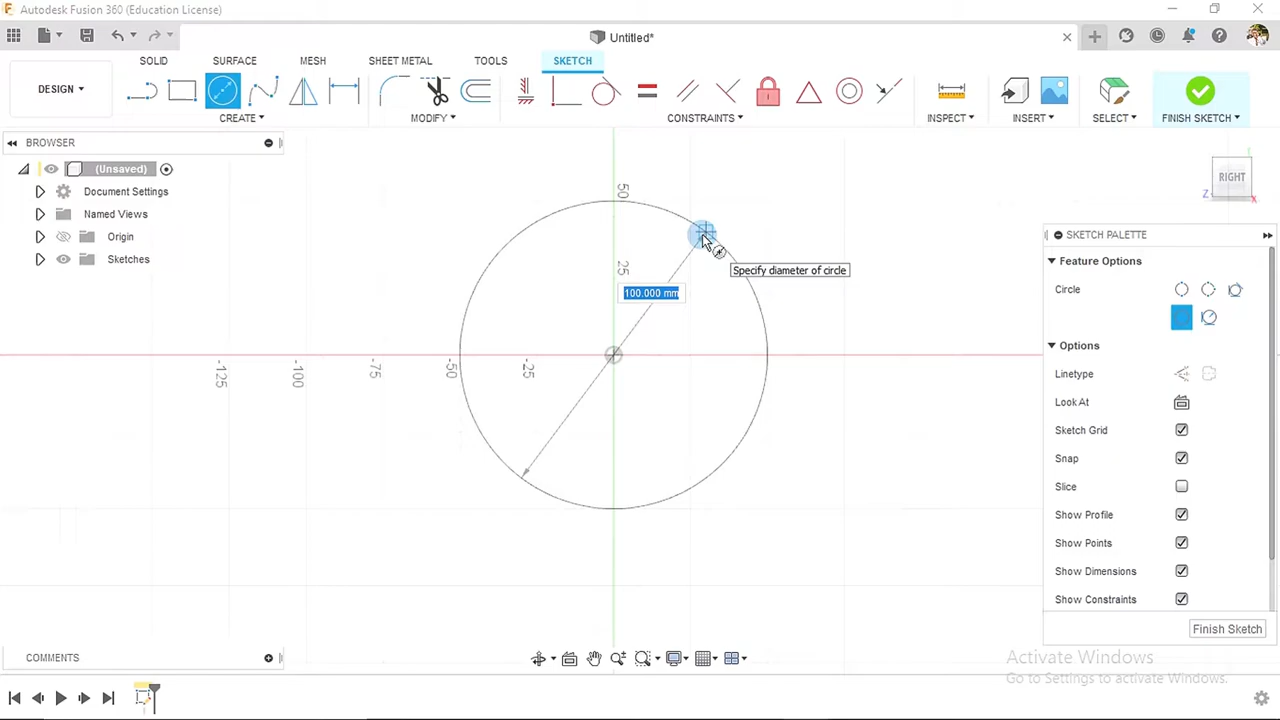 Autodesk Fusion 360 (Education License)
Untitled*
SOLID SURFACE MESH SHEET METAL TOOLS SKETCH
DESIGN
CREATE MODIFY CONSTRAINTS INSPECT INSERT SELECT FINISH SKETCH
BROWSER
(Unsaved)
Document Settings
Named Views
Origin
Sketches
50
25
-125 -100 -75 -50 -25
100.000 mm
Specify diameter of circle
RIGHT
Z
X
SKETCH PALETTE
Feature Options
Circle
Options
Linetype
Look At
Sketch Grid
Snap
Slice
Show Profile
Show Points
Show Dimensions
Show Constraints
Finish Sketch
COMMENTS
Activate Windows
Go to Settings to activate Windows.